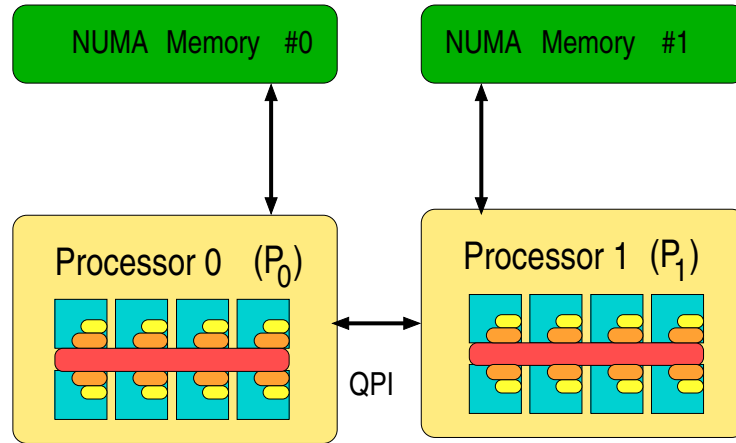 NUMA Memory #0
NUMA Memory #1
Processor 0 (P0)
Processor 1 (P1)
QPI